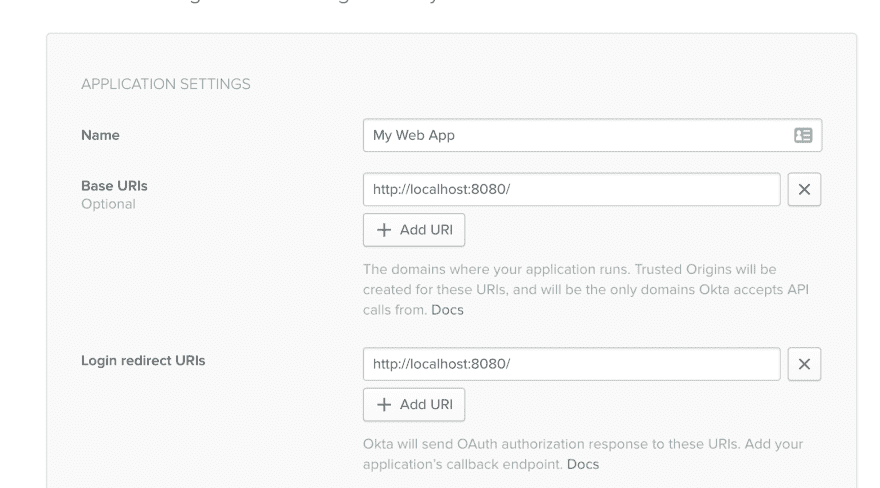 APPLICATION SETTINGS
Name
My Web App
Base URIs
Optional
http://localhost:8080/
Add URI
The domains where your application runs. Trusted Origins will be
created for these URIs, and will be the only domains Okta accepts API
calls from. Docs
Login redirect URIs
http://localhost:8080/
Add URI
Okta will send OAuth authorization response to these URIs. Add your
application's callback endpoint. Docs